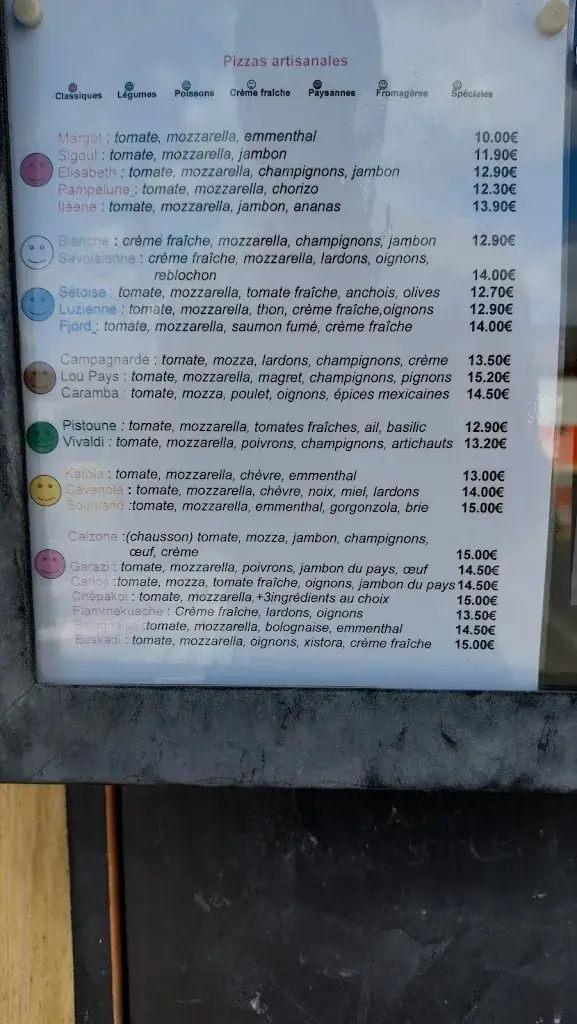 Pizzas artisanales
Classiques Légumes Poissons Crème fraîche Paysannes Fromagères Spéciales
Margot : tomate, mozzarella, emmenthal 10.00€
Sigoul : tomate, mozzarella, jambon 11.90€
Elisabeth : tomate, mozzarella, champignons, jambon 12.90€
Pampelune : tomate, mozzarella, chorizo 12.30€
Iléene : tomate, mozzarella, jambon, ananas 13.90€
Blanche : crème fraîche, mozzarella, champignons, jambon 12.90€
Savoisienne : crème fraîche, mozzarella, lardons, oignons,
reblochon 14.00€
Sétoise : tomate, mozzarella, tomate fraîche, anchois, olives 12.70€
Luzienne : tomate, mozzarella, thon, crème fraîche,oignons 12.90€
Fjord : tomate, mozzarella, saumon fumé, crème fraîche 14.00€
Campagnarde : tomate, mozza, lardons, champignons, crème 13.50€
Lou Pays : tomate, mozzarella, magret, champignons, pignons 15.20€
Caramba : tomate, mozza, poulet, oignons, épices mexicaines 14.50€
Pistoune : tomate, mozzarella, tomates fraîches, ail, basilic 12.90€
Vivaldi : tomate, mozzarella, poivrons, champignons, artichauts 13.20€
Kaiola : tomate, mozzarella, chèvre, emmenthal 13.00€
Cévenole : tomate, mozzarella, chèvre, noix, miel, lardons 14.00€
:tomate, mozzarella, emmenthal, gorgonzola, brie 15.00€
Calzone :(chausson) tomate, mozza, jambon, champignons,
œuf, crème 15.00€
Garazi : tomate, mozzarella, poivrons, jambon du pays, œuf 14.50€
Carlos :tomate, mozza, tomate fraîche, oignons, jambon du pays 14.50€
Chépakoi : tomate, mozzarella,+3ingrédients au choix 15.00€
Flammekueche : Crème fraîche, lardons, oignons 13.50€
:tomate, mozzarella, bolognaise, emmenthal 14.50€
Euskadi : tomate, mozzarella, oignons, xistora, crème fraîche 15.00€